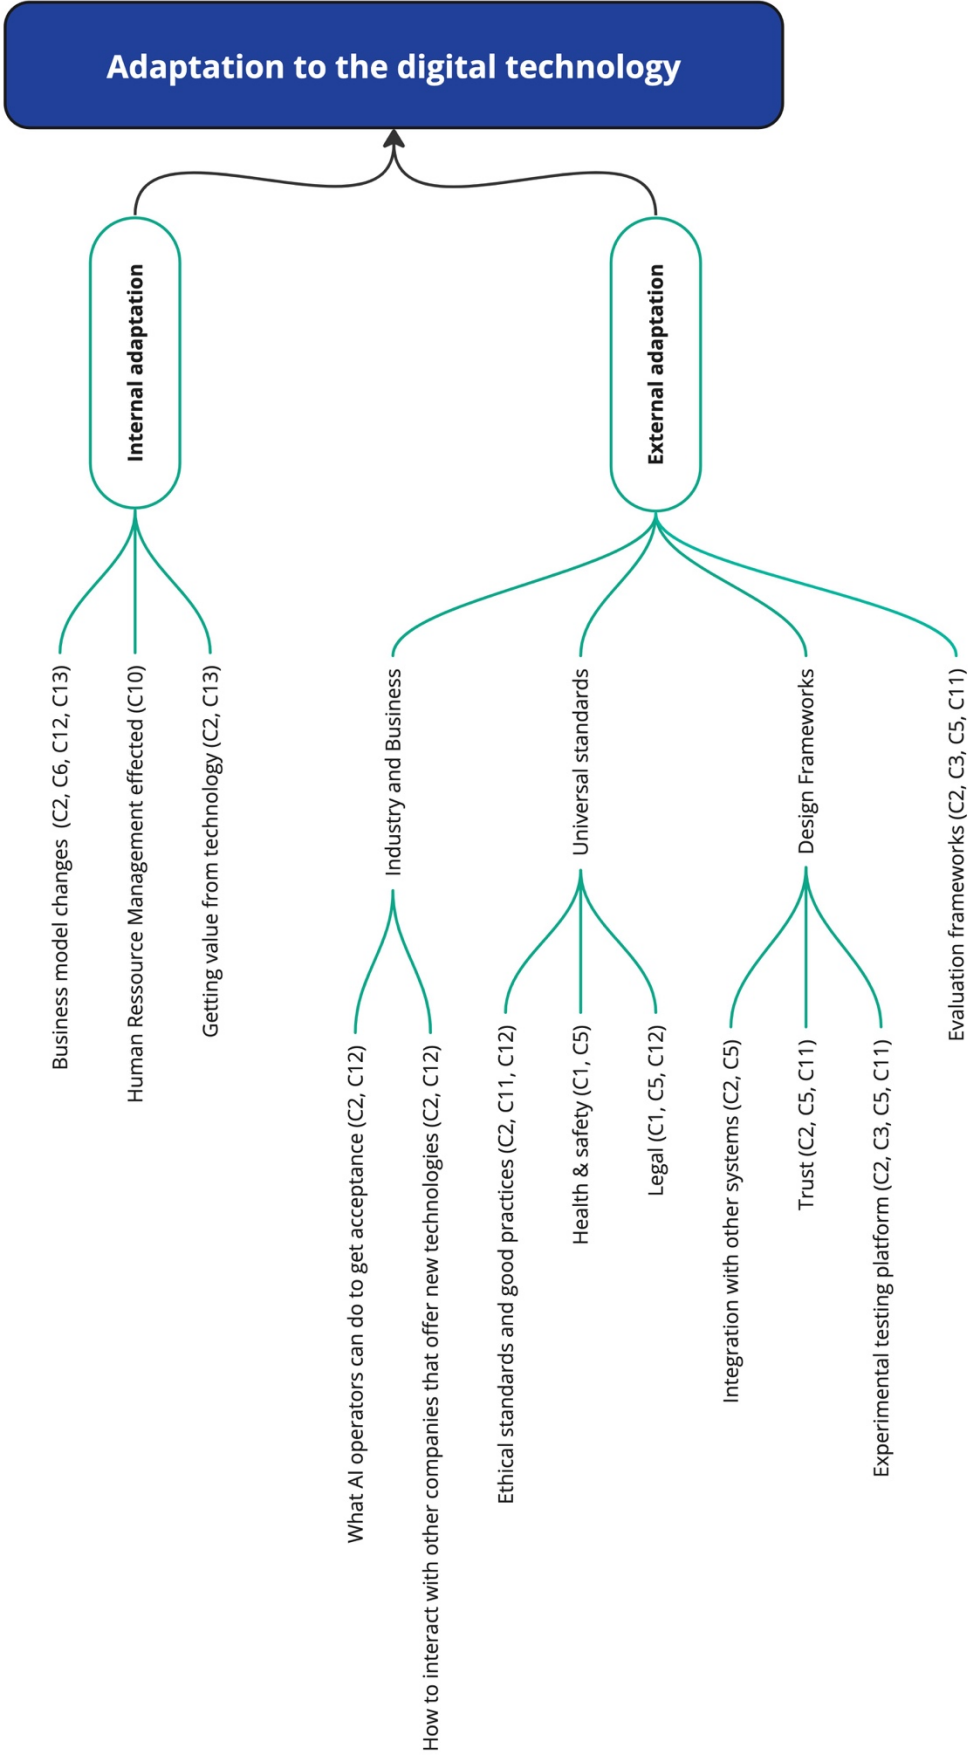 Adaptation to the digital technology
Internal adaptation
Business model changes (C2, C6, C12, C13)
Human Ressource Management effected (C10)
Getting value from technology (C2, C13)
External adaptation
Industry and Business
What AI operators can do to get acceptance (C2, C12)
How to interact with other companies that offer new technologies (C2, C12)
Universal standards
Ethical standards and good practices (C2, C11, C12)
Health & safety (C1, C5)
Legal (C1, C5, C12)
Design Frameworks
Integration with other systems (C2, C5)
Trust (C2, C5, C11)
Experimental testing platform (C2, C3, C5, C11)
Evaluation frameworks (C2, C3, C5, C11)